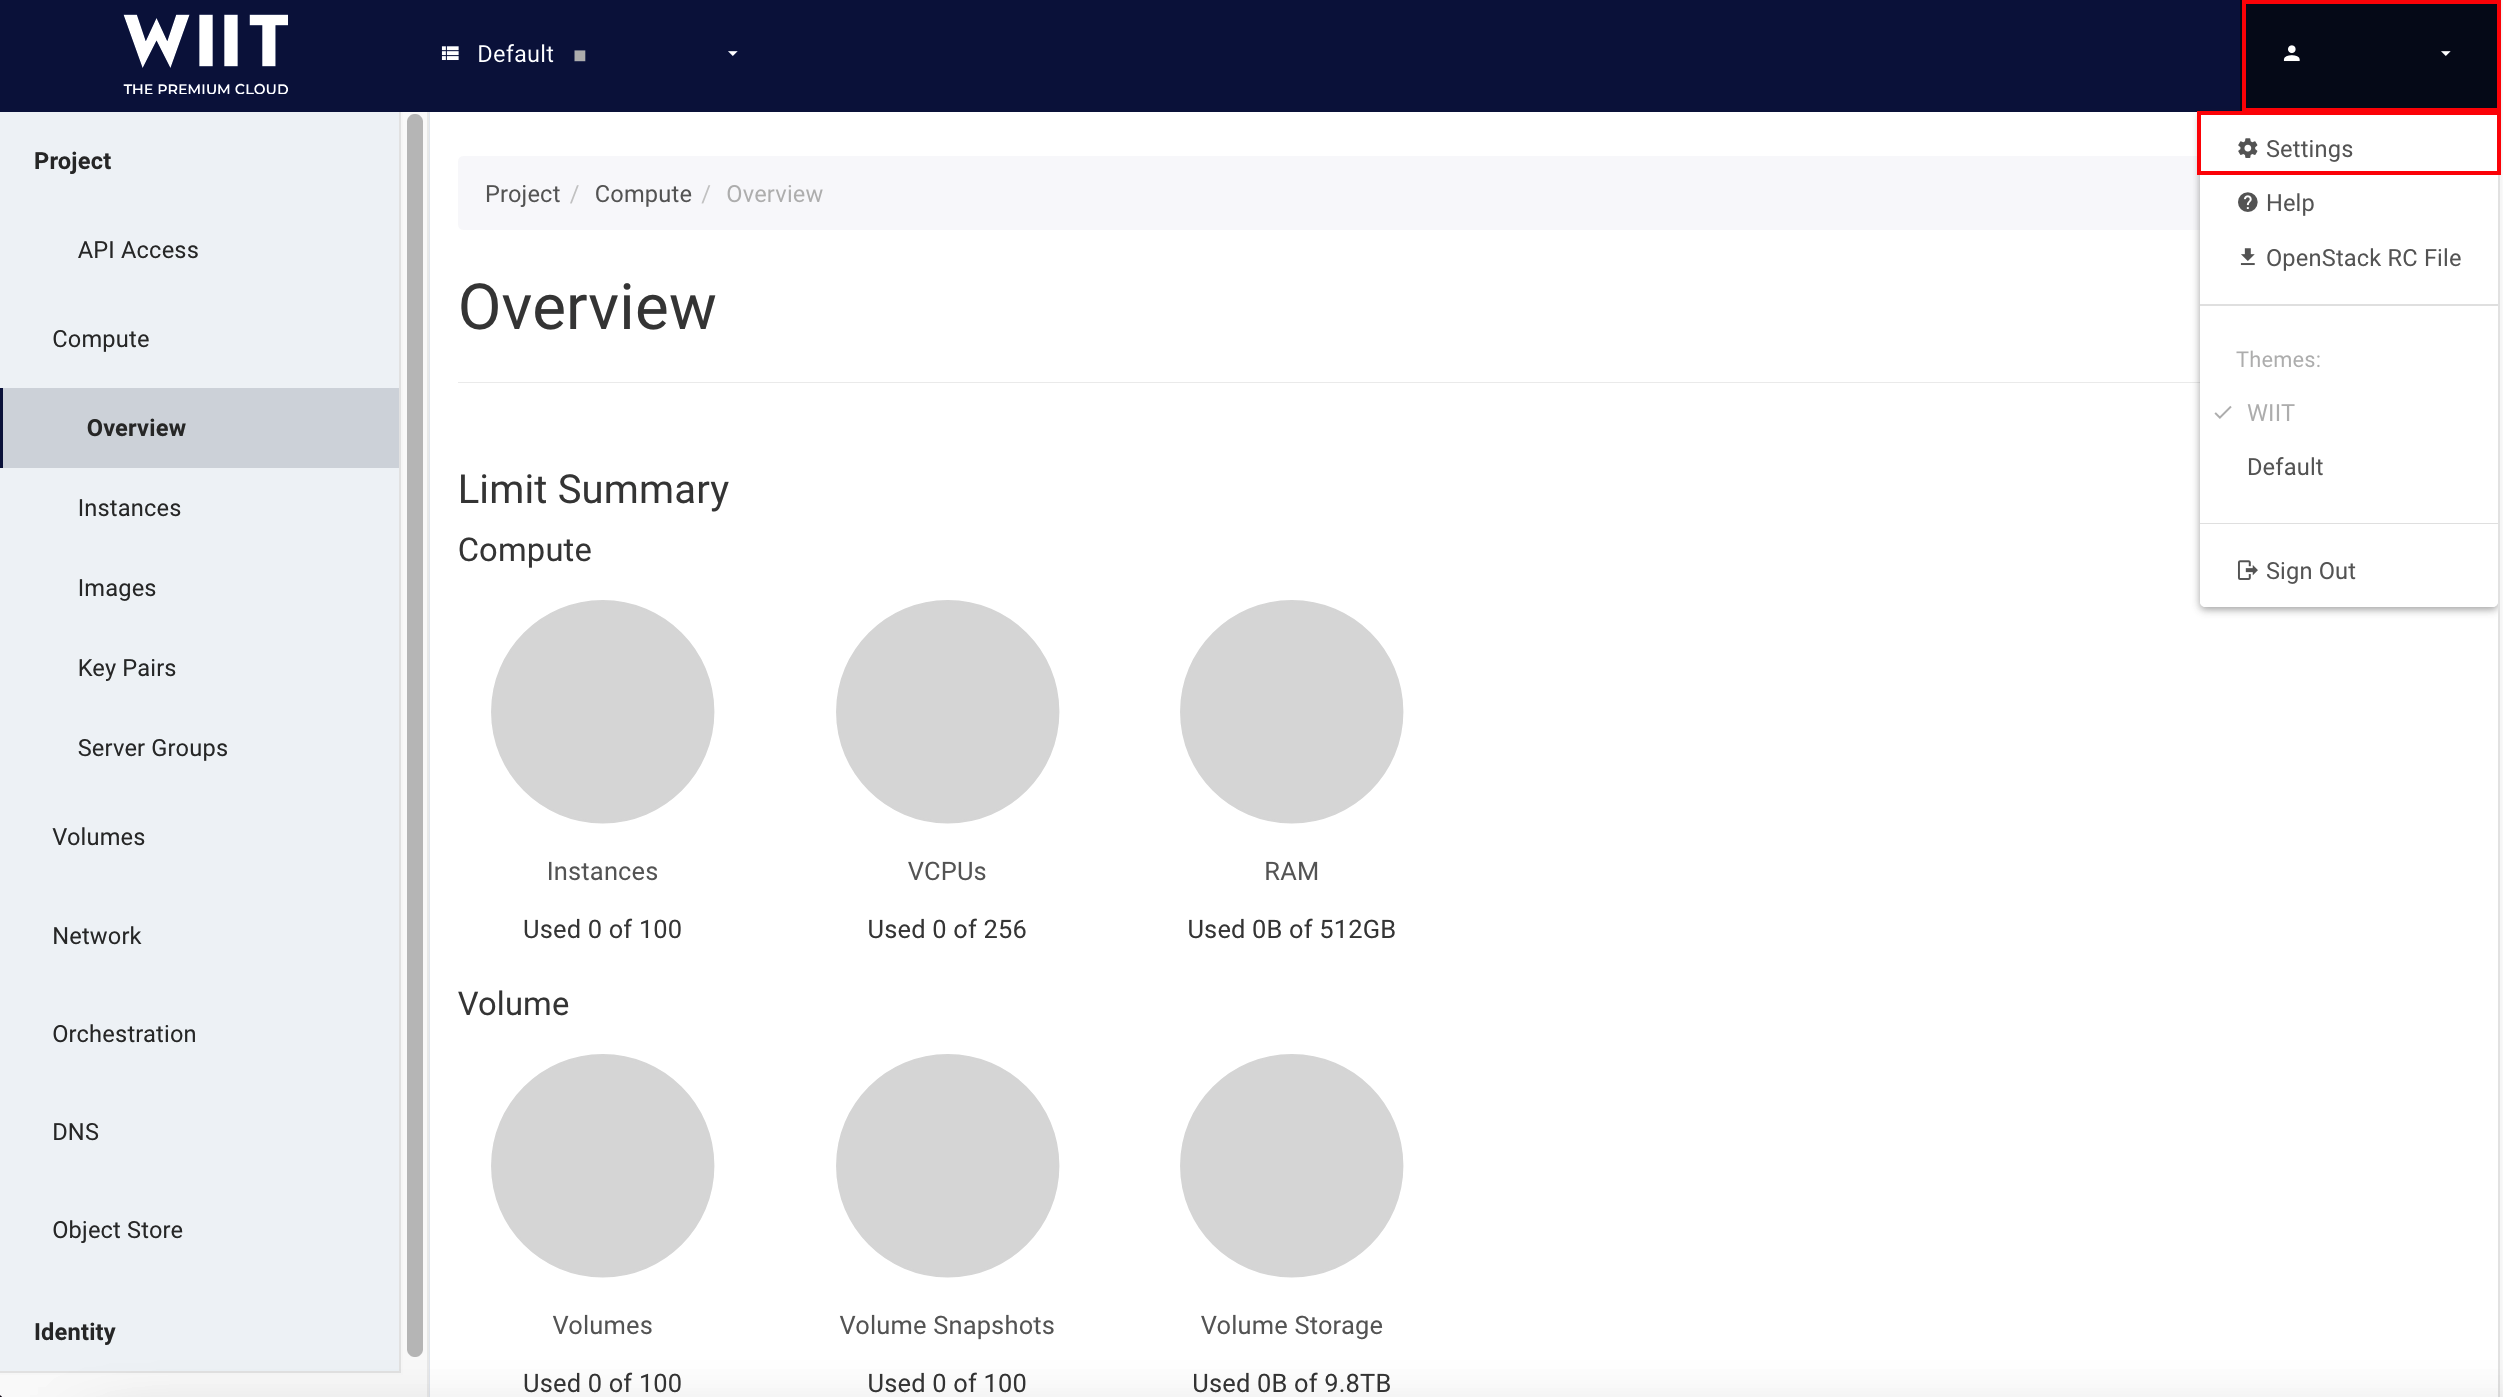 WIIT
THE PREMIUM CLOUD
Default
Project
API Access
Compute
Overview
Instances
Images
Key Pairs
Server Groups
Volumes
Network
Orchestration
DNS
Object Store
Identity
Project / Compute / Overview
Overview
Limit Summary
Compute
Instances VCPUs RAM
Used 0 of 100 Used 0 of 256 Used 0B of 512GB
Volume
Volumes Volume Snapshots Volume Storage
Used 0 of 100 Used 0 of 100 Used 0B of 9.8TB
Settings
Help
OpenStack RC File
Themes:
WIIT
Default
Sign Out